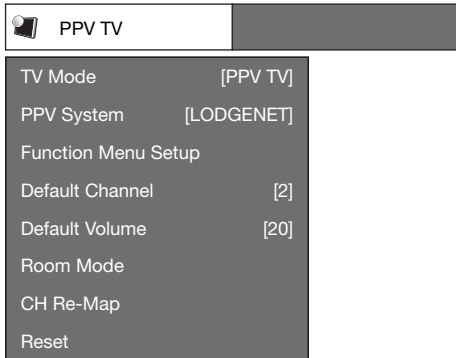 PPV TV
TV Mode [PPV TV]
PPV System [LODGENET]
Function Menu Setup
Default Channel [2]
Default Volume [20]
Room Mode
CH Re-Map
Reset